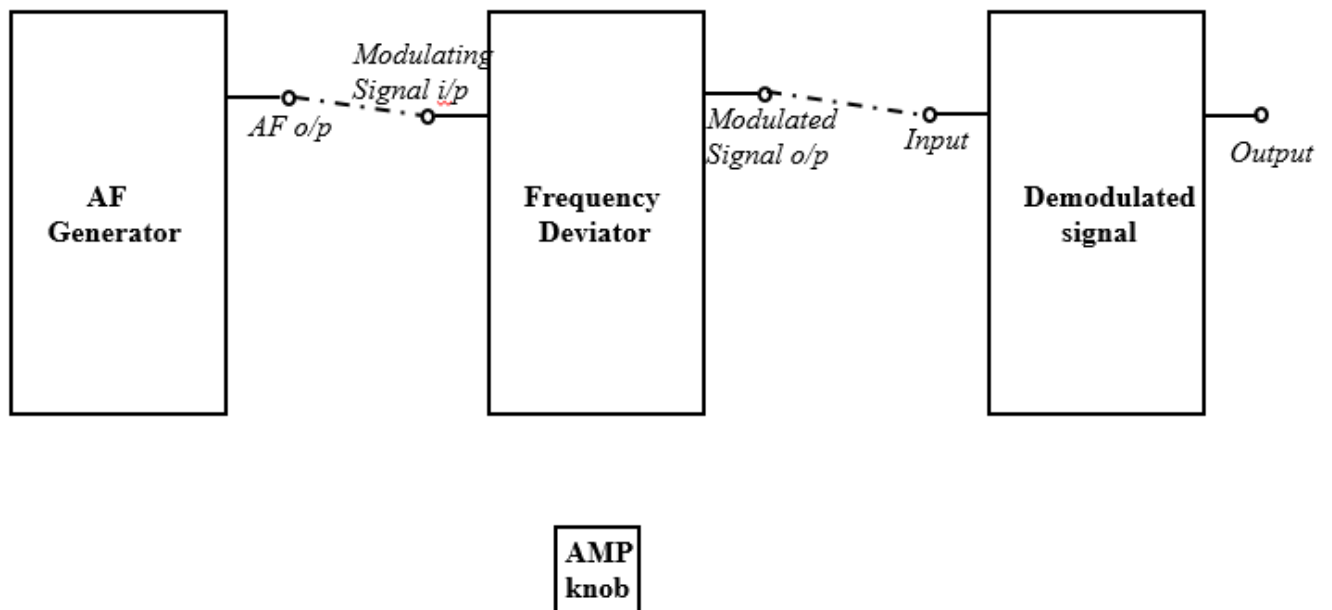 AF
Generator
AF o/p
Modulating
Signal i/p
Frequency
Deviator
Modulated
Signal o/p
Input
Demodulated
signal
Output
AMP
knob